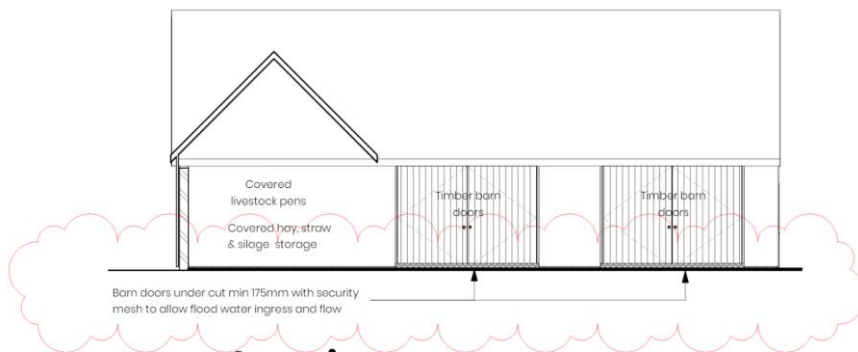 Covered
livestock pens
Covered hay, straw
& silage storage
Timber barn
doors
Timber barn
doors
Barn doors under cut min 175mm with security
mesh to allow flood water ingress and flow